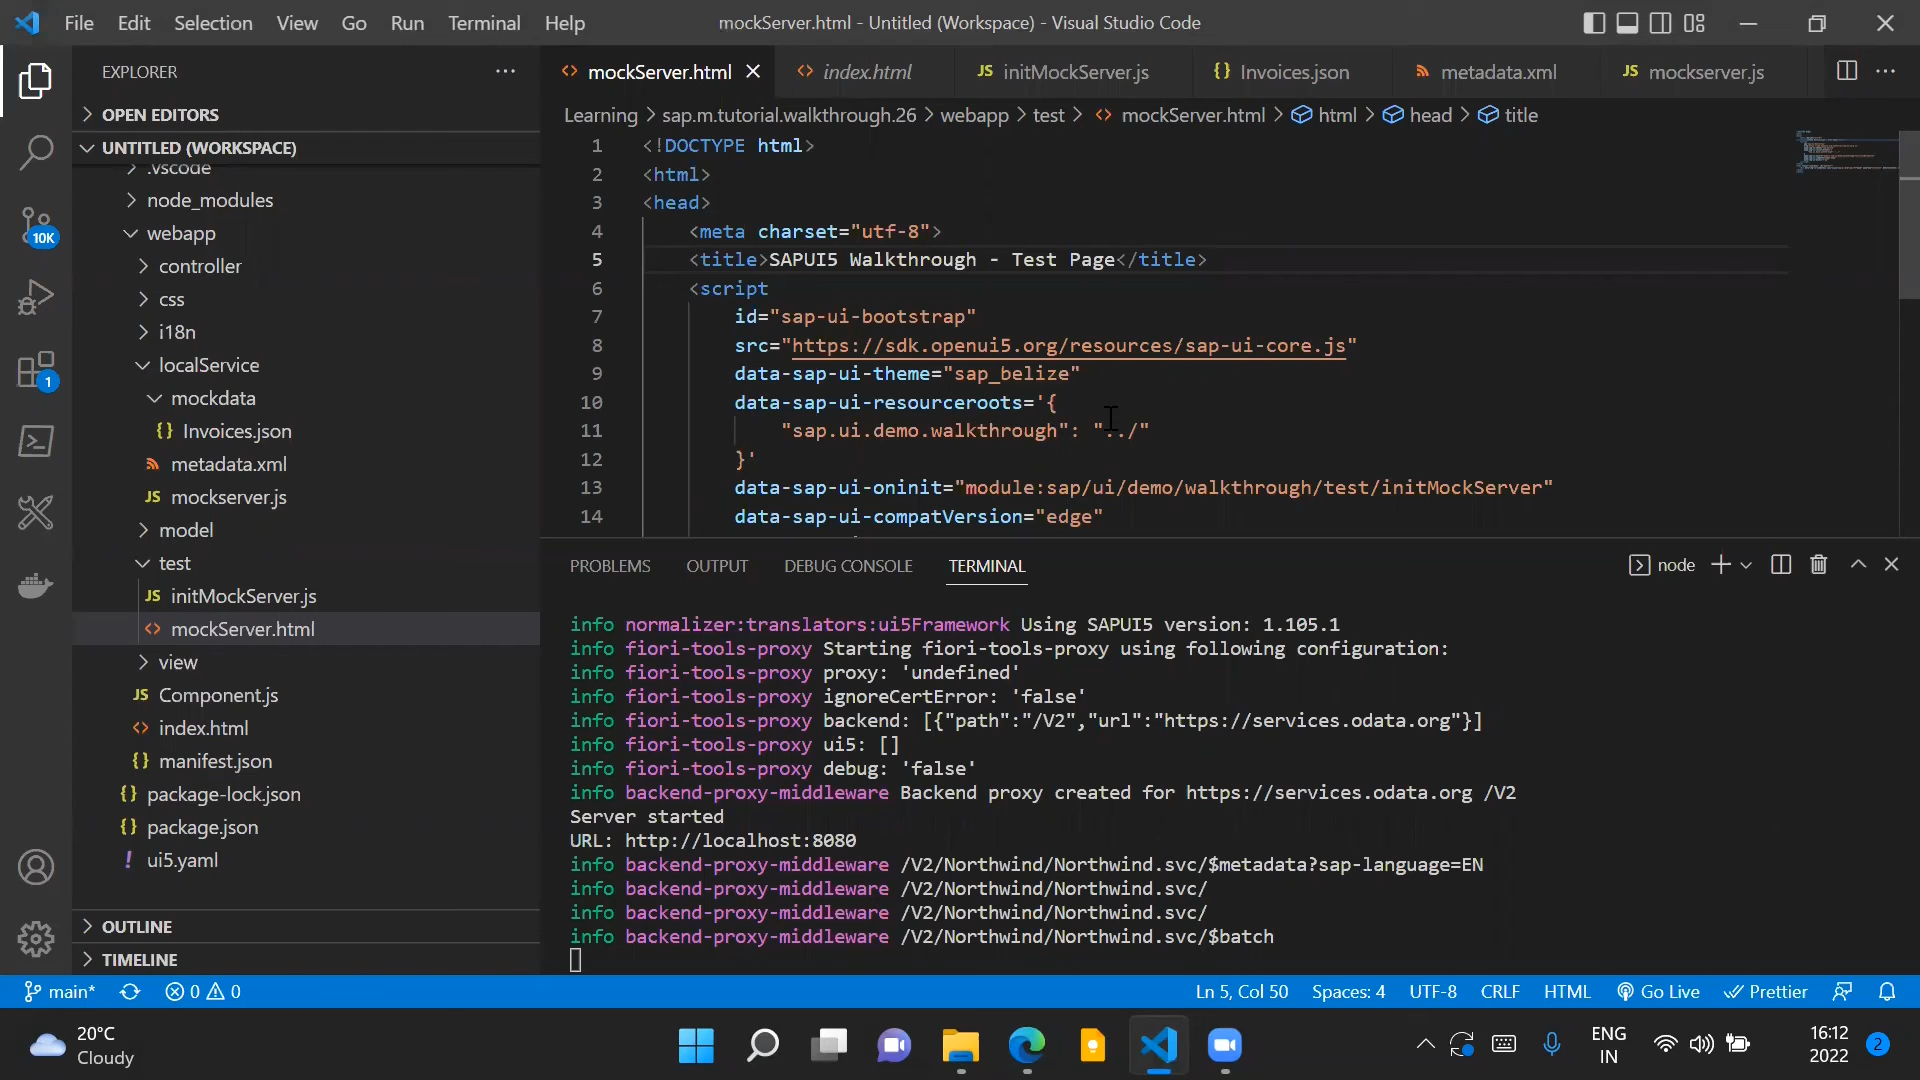 File Edit Selection View Go Run Terminal Help
mockServer.html - Untitled (Workspace) - Visual Studio Code
EXPLORER
OPEN EDITORS
UNTITLED (WORKSPACE)
.vscode
node_modules
webapp
controller
css
i18n
localService
mockdata
{} Invoices.json
metadata.xml
JS mockserver.js
model
test
JS initMockServer.js
<> mockServer.html
view
JS Component.js
<> index.html
{} manifest.json
{} package-lock.json
{} package.json
! ui5.yaml
OUTLINE
TIMELINE
10K
1
<> mockServer.html
<> index.html
JS initMockServer.js
{} Invoices.json
metadata.xml
JS mockserver.js
Learning > sap.m.tutorial.walkthrough.26 > webapp > test > <> mockServer.html > html > head > title
1 <!DOCTYPE html>
2 <html>
3 <head>
4 <meta charset="utf-8">
5 <title>SAPUI5 Walkthrough - Test Page</title>
6 <script
7 id="sap-ui-bootstrap"
8 src="https://sdk.openui5.org/resources/sap-ui-core.js"
9 data-sap-ui-theme="sap_belize"
10 data-sap-ui-resourceroots='{
11 "sap.ui.demo.walkthrough": "../"
12 }'
13 data-sap-ui-oninit="module:sap/ui/demo/walkthrough/test/initMockServer"
14 data-sap-ui-compatVersion="edge"
PROBLEMS OUTPUT DEBUG CONSOLE TERMINAL
node
info normalizer:translators:ui5Framework Using SAPUI5 version: 1.105.1
info fiori-tools-proxy Starting fiori-tools-proxy using following configuration:
info fiori-tools-proxy proxy: 'undefined'
info fiori-tools-proxy ignoreCertError: 'false'
info fiori-tools-proxy backend: [{"path":"/V2","url":"https://services.odata.org"}]
info fiori-tools-proxy ui5: []
info fiori-tools-proxy debug: 'false'
info backend-proxy-middleware Backend proxy created for https://services.odata.org /V2
Server started
URL: http://localhost:8080
info backend-proxy-middleware /V2/Northwind/Northwind.svc/$metadata?sap-language=EN
info backend-proxy-middleware /V2/Northwind/Northwind.svc/
info backend-proxy-middleware /V2/Northwind/Northwind.svc/
info backend-proxy-middleware /V2/Northwind/Northwind.svc/$batch
main* 0 0
Ln 5, Col 50 Spaces: 4 UTF-8 CRLF HTML Go Live Prettier
20°C
Cloudy
ENG
IN
16:12
2022
2